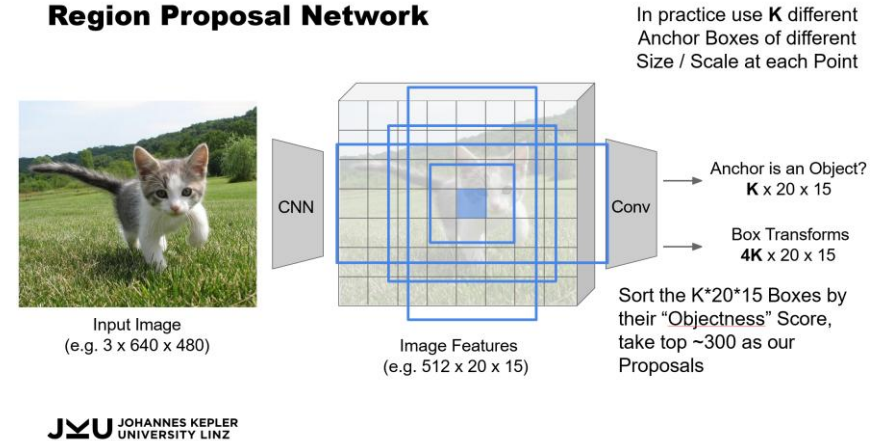 Region Proposal Network
In practice use K different
Anchor Boxes of different
Size / Scale at each Point
CNN
Conv
Anchor is an Object?
K x 20 x 15
Box Transforms
4K x 20 x 15
Input Image
(e.g. 3 x 640 x 480)
Image Features
(e.g. 512 x 20 x 15)
Sort the K*20*15 Boxes by
their “Objectness” Score,
take top ~300 as our
Proposals
JKU JOHANNES KEPLER
UNIVERSITY LINZ